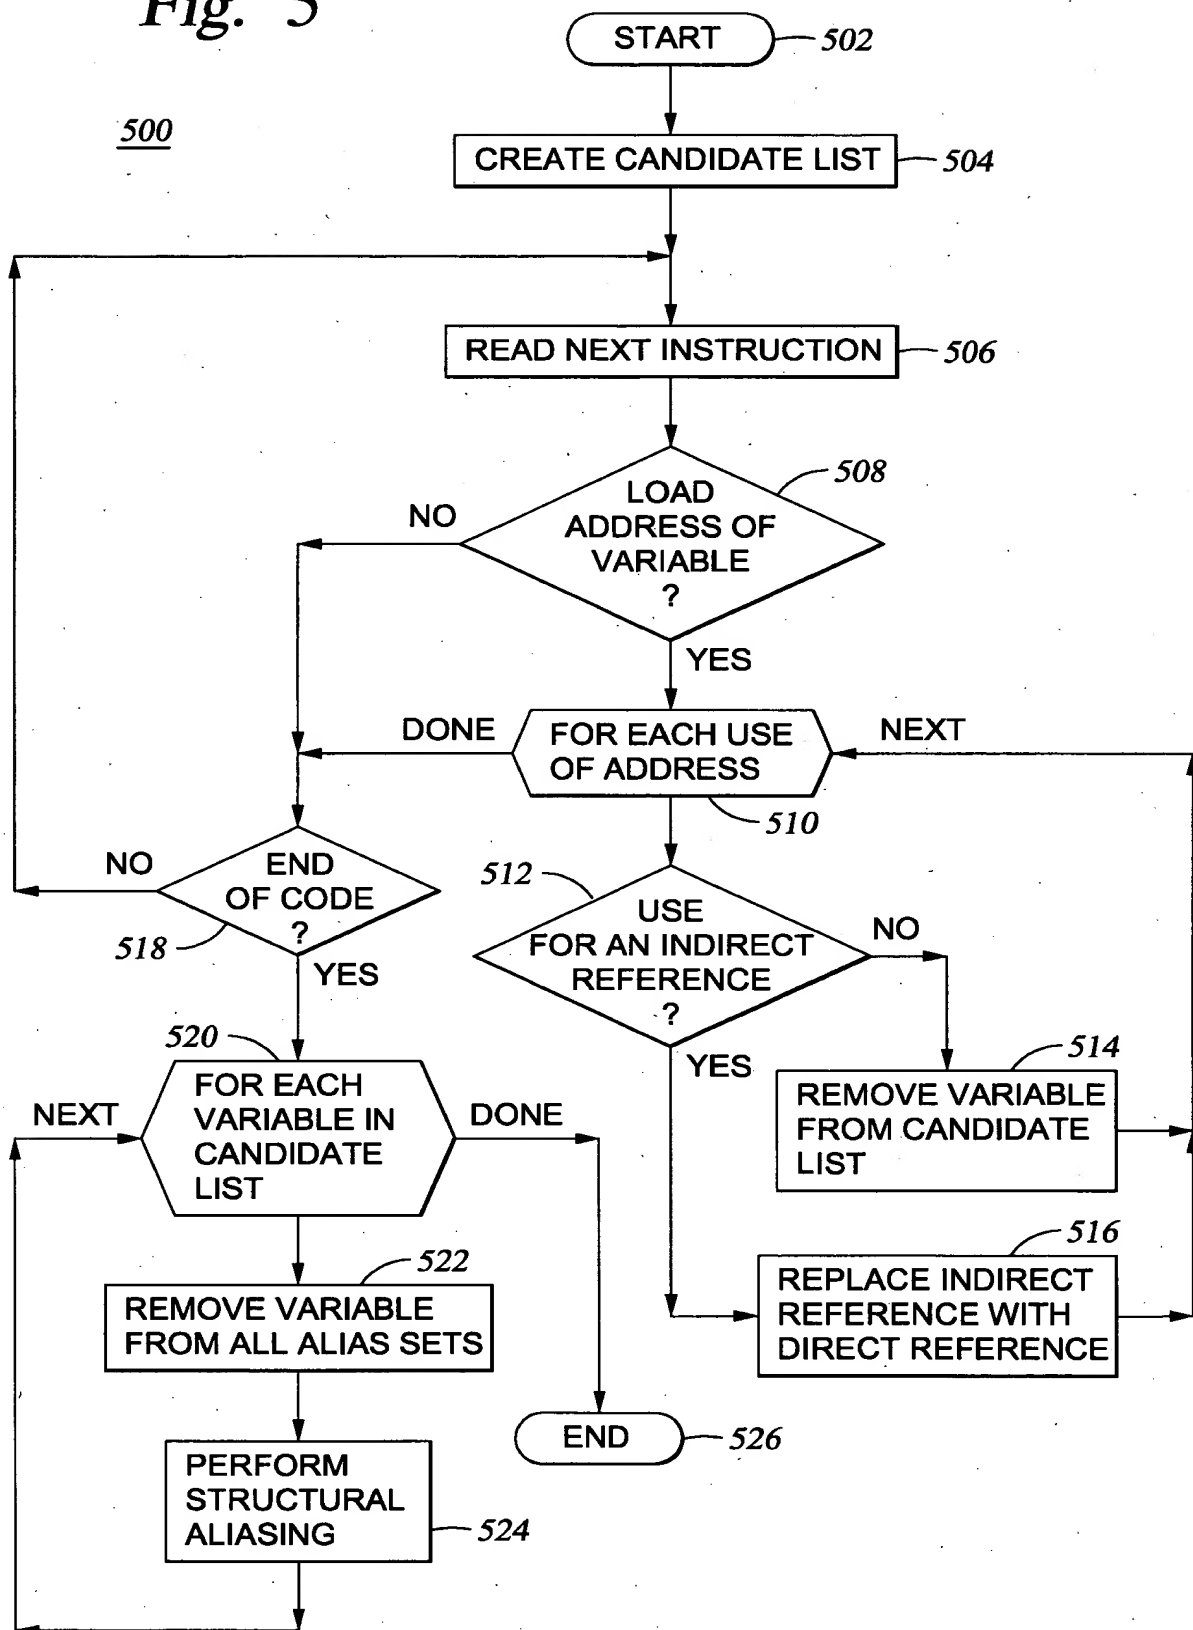 Fig. 5
500
START
502
CREATE CANDIDATE LIST
504
READ NEXT INSTRUCTION
506
LOAD
ADDRESS OF
VARIABLE
?
508
NO
YES
FOR EACH USE
OF ADDRESS
510
DONE
NEXT
END
OF CODE
?
518
NO
YES
512
USE
FOR AN INDIRECT
REFERENCE
?
NO
YES
514
REMOVE VARIABLE
FROM CANDIDATE
LIST
516
REPLACE INDIRECT
REFERENCE WITH
DIRECT REFERENCE
520
FOR EACH
VARIABLE IN
CANDIDATE
LIST
NEXT
DONE
522
REMOVE VARIABLE
FROM ALL ALIAS SETS
PERFORM
STRUCTURAL
ALIASING
524
END
526